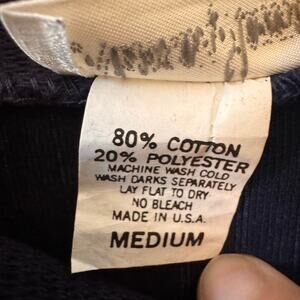 80% COTTON
20% POLYESTER
MACHINE WASH COLD
WASH DARKS SEPARATELY
LAY FLAT TO DRY
NO BLEACH
MADE IN U.S.A.
MEDIUM